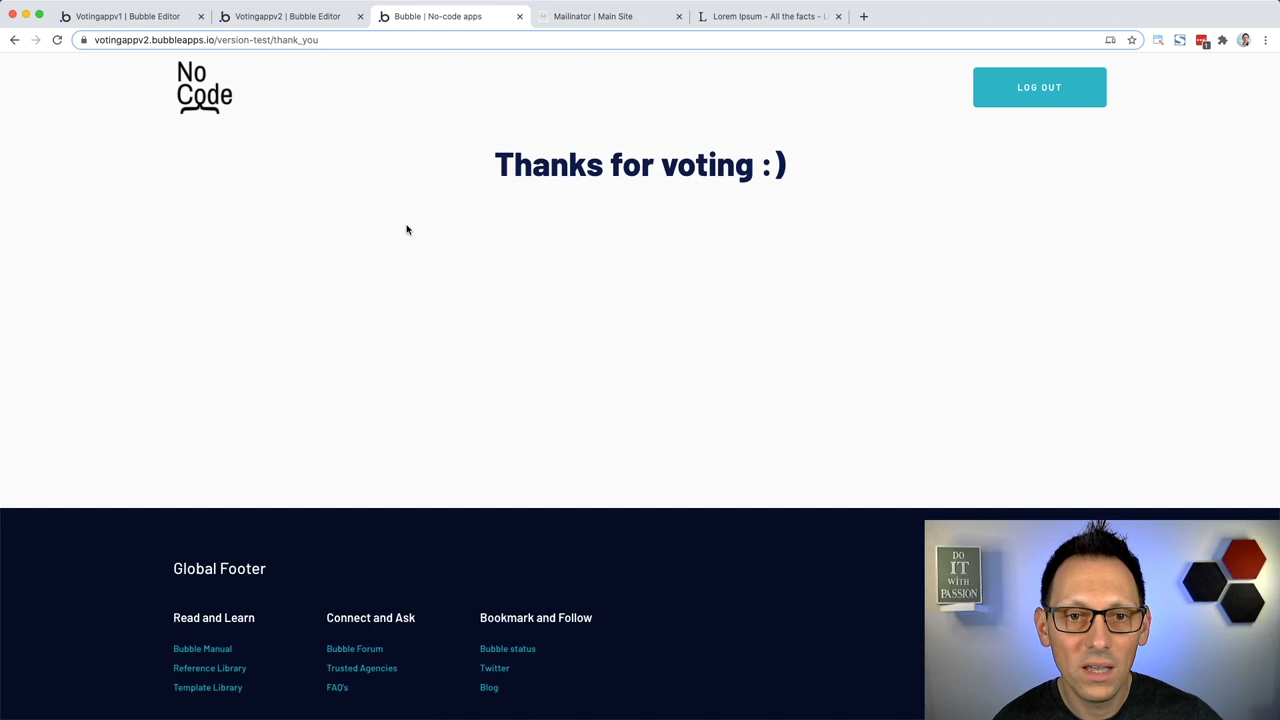 Votingappv1 | Bubble Editor
Votingappv2 | Bubble Editor
Bubble | No-code apps
Mailinator | Main Site
Lorem Ipsum - All the facts - L
votingappv2.bubbleapps.io/version-test/thank_you
1
No
Code
LOG OUT
Thanks for voting :)
Global Footer
Read and Learn
Connect and Ask
Bookmark and Follow
Bubble Manual
Bubble Forum
Bubble status
Reference Library
Trusted Agencies
Twitter
Template Library
FAQ's
Blog
DO
IT
WITH
PASSION